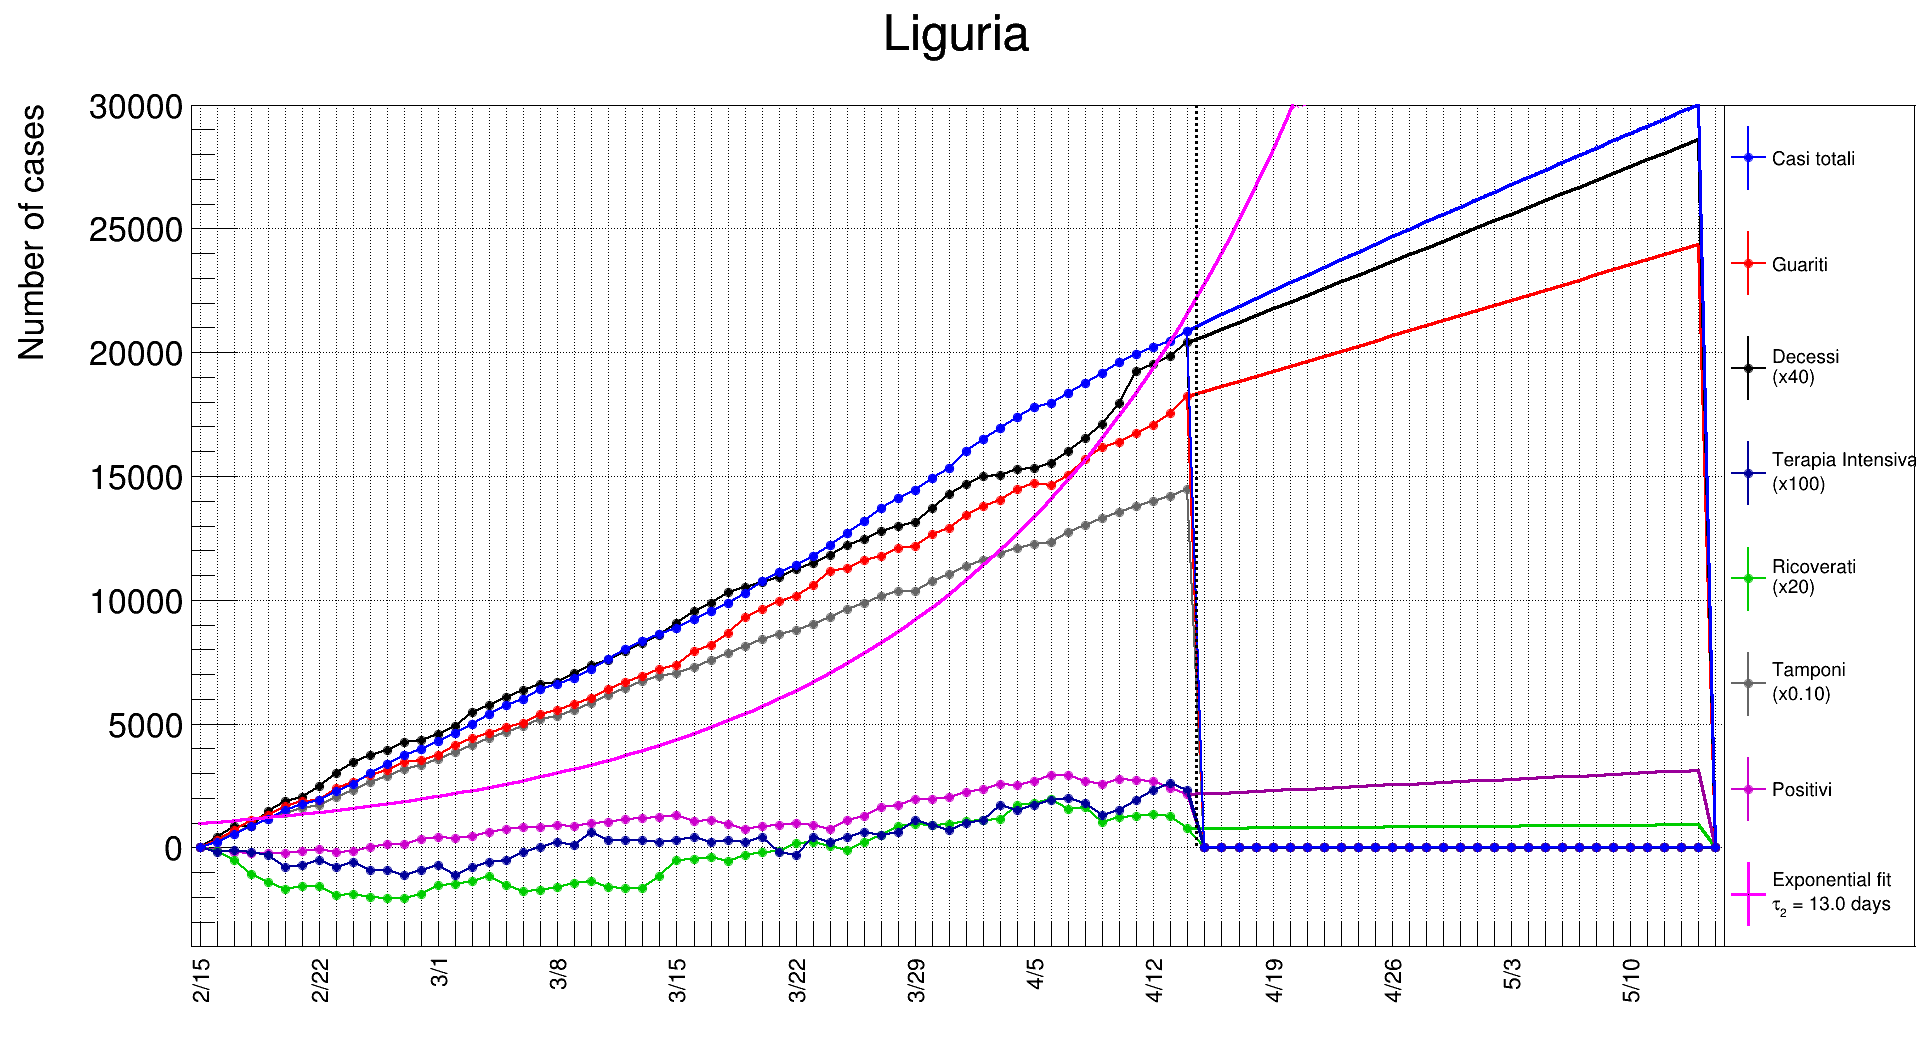 Liguria
Number of cases
30000
25000
20000
15000
10000
5000
0
2/15
2/22
3/1
3/8
3/15
3/22
3/29
4/5
4/12
4/19
4/26
5/3
5/10
Casi totali
Guariti
Decessi
(x40)
Terapia Intensiva
(x100)
Ricoverati
(x20)
Tamponi
(x0.10)
Positivi
Exponential fit
τ2 = 13.0 days